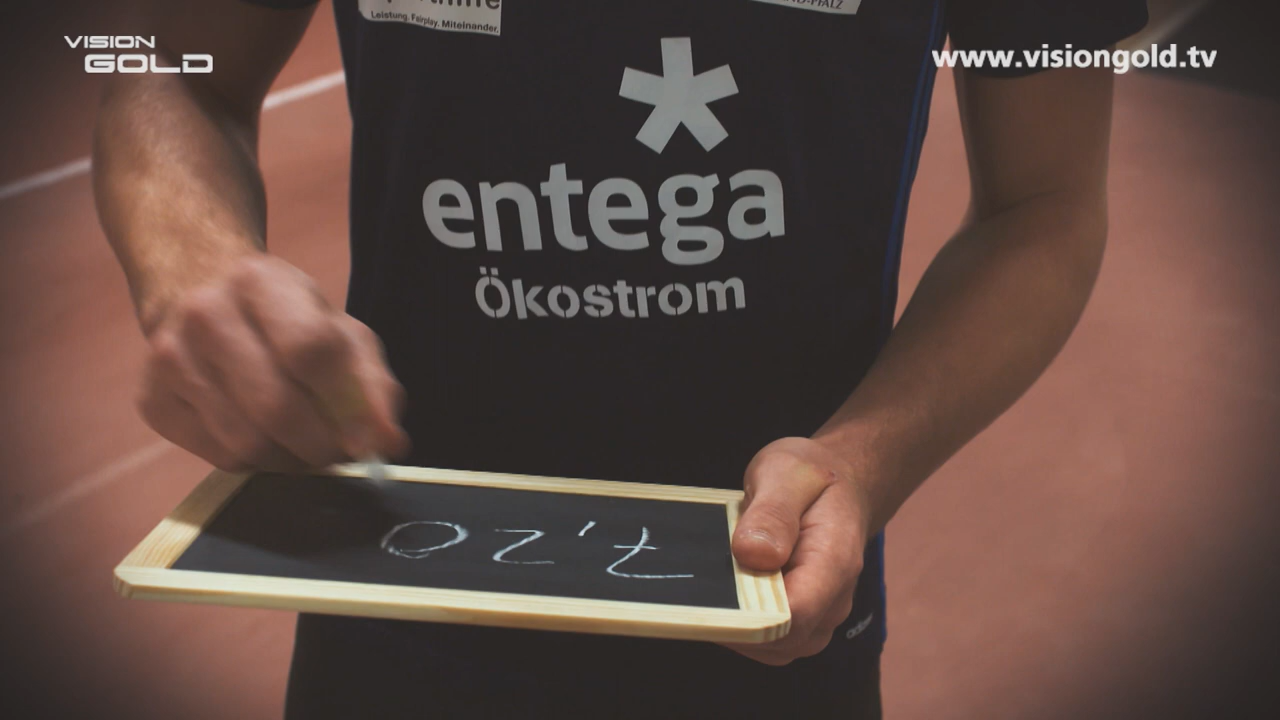 Leistung. Fairplay. Miteinander.
VISION
GOLD
www.visiongold.tv
entega
Ökostrom
7,20